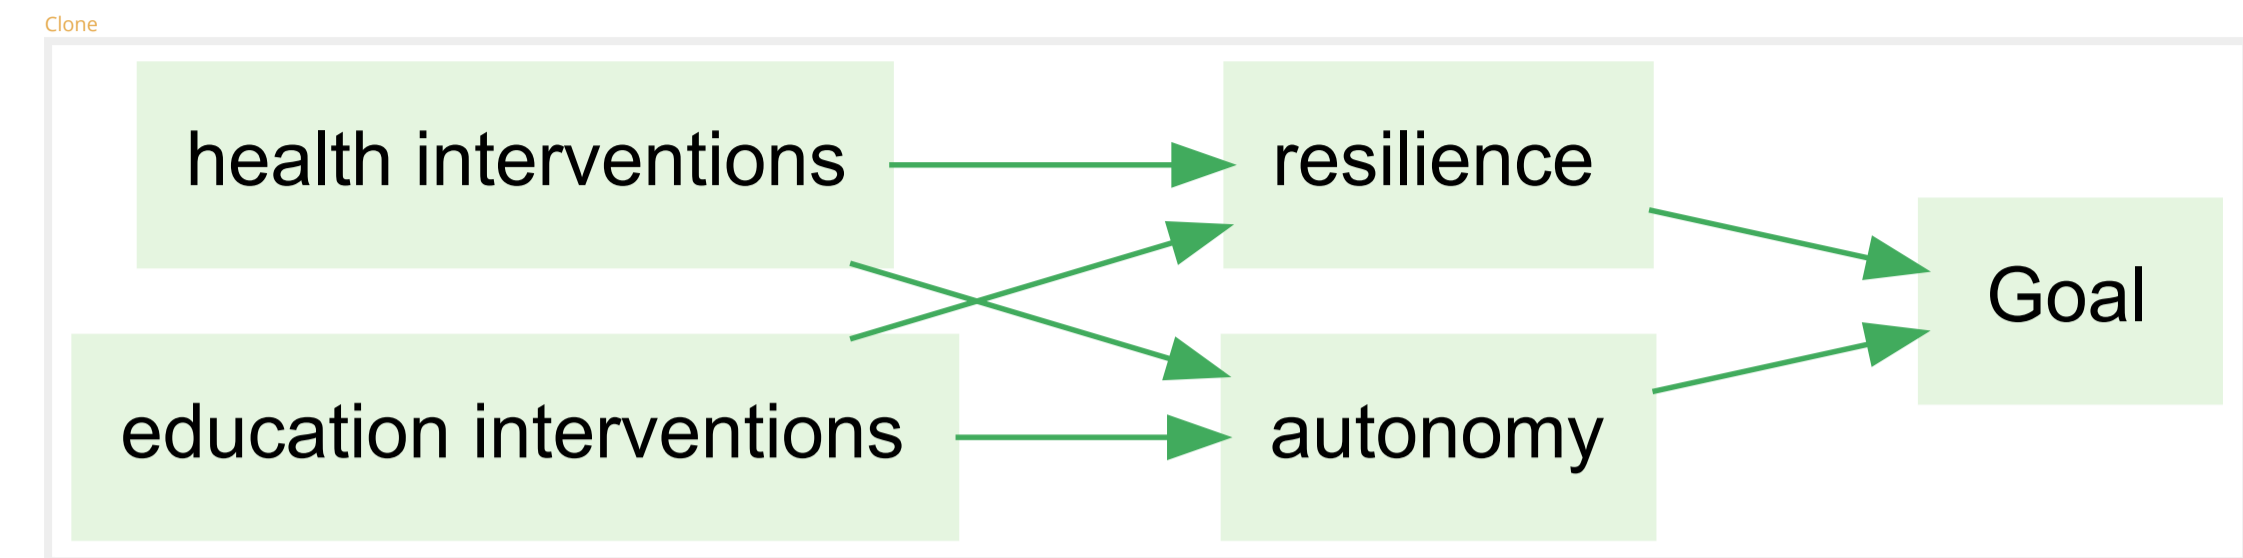 Clone
health interventions
resilience
Goal
education interventions
autonomy